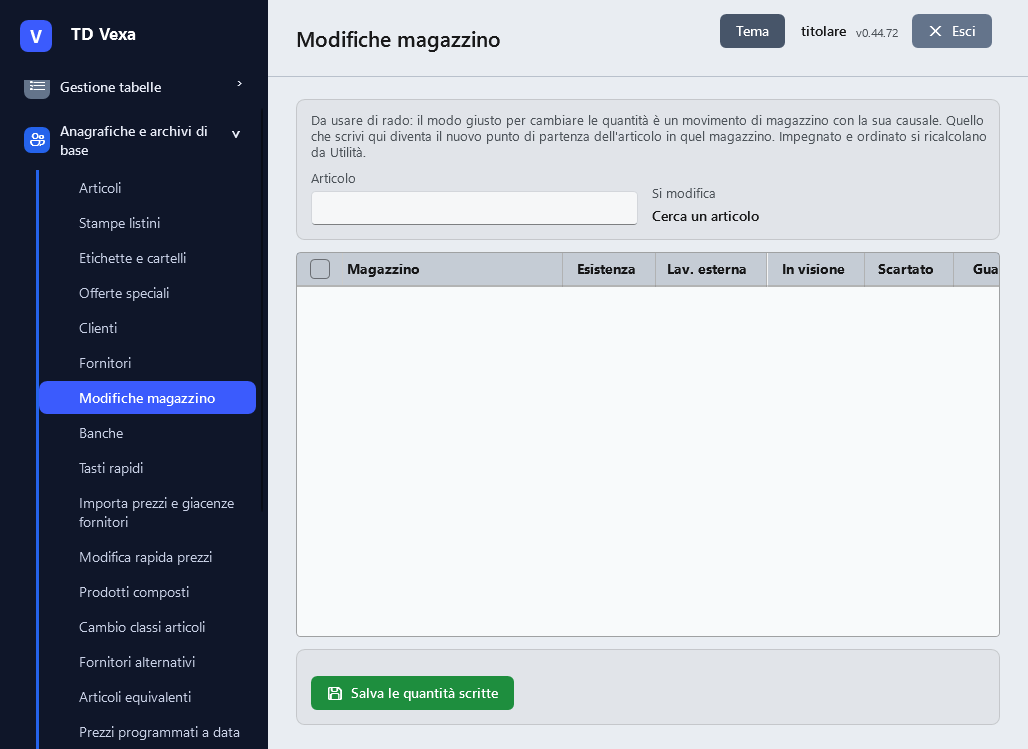 V
TD Vexa
Gestione tabelle
Anagrafiche e archivi di
base
Articoli
Stampe listini
Etichette e cartelli
Offerte speciali
Clienti
Fornitori
Modifiche magazzino
Banche
Tasti rapidi
Importa prezzi e giacenze
fornitori
Modifica rapida prezzi
Prodotti composti
Cambio classi articoli
Fornitori alternativi
Articoli equivalenti
Prezzi programmati a data
Modifiche magazzino
Tema
titolare v0.44.72
Esci
Da usare di rado: il modo giusto per cambiare le quantità è un movimento di magazzino con la sua causale. Quello
che scrivi qui diventa il nuovo punto di partenza dell'articolo in quel magazzino. Impegnato e ordinato si ricalcolano
da Utilità.
Articolo
Si modifica
Cerca un articolo
Magazzino Esistenza Lav. esterna In visione Scartato Gua
Salva le quantità scritte